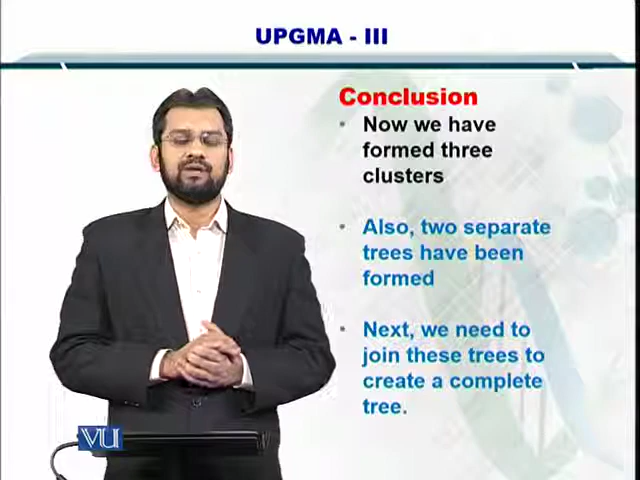 UPGMA - III
Conclusion
• Now we have
formed three
clusters
• Also, two separate
trees have been
formed
• Next, we need to
join these trees to
create a complete
tree.
VU